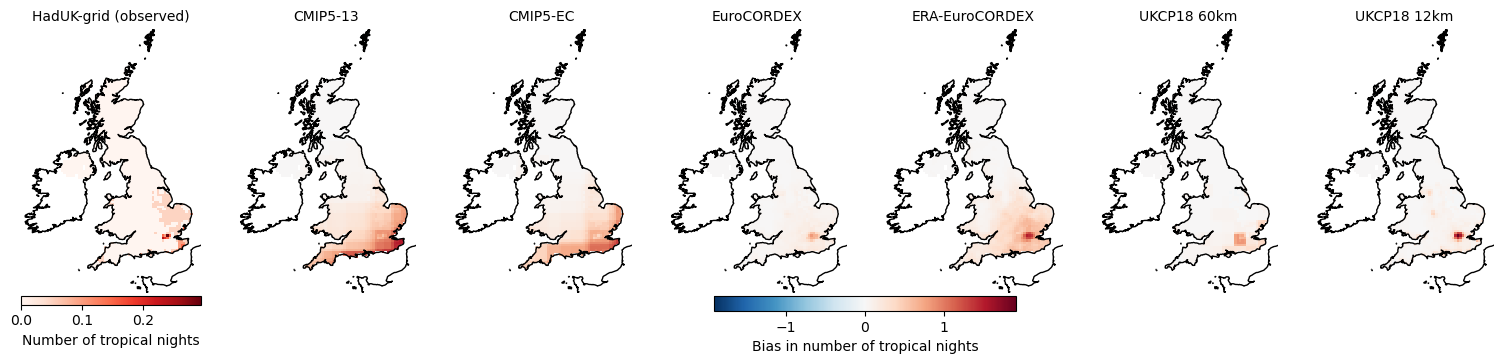 HadUK-grid (observed)
CMIP5-13
CMIP5-EC
EuroCORDEX
ERA-EuroCORDEX
UKCP18 60km
UKCP18 12km
0.0 0.1 0.2
Number of tropical nights
−1 0 1
Bias in number of tropical nights